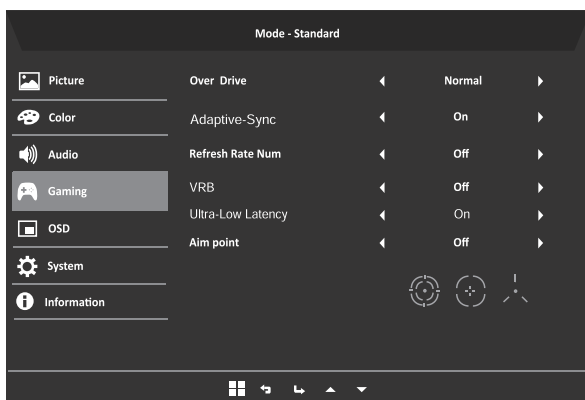 Mode - Standard
Picture
Over Drive Normal
Color
Adaptive-Sync On
Audio
Refresh Rate Num Off
Gaming
VRB Off
Ultra-Low Latency On
OSD
Aim point Off
System
Information